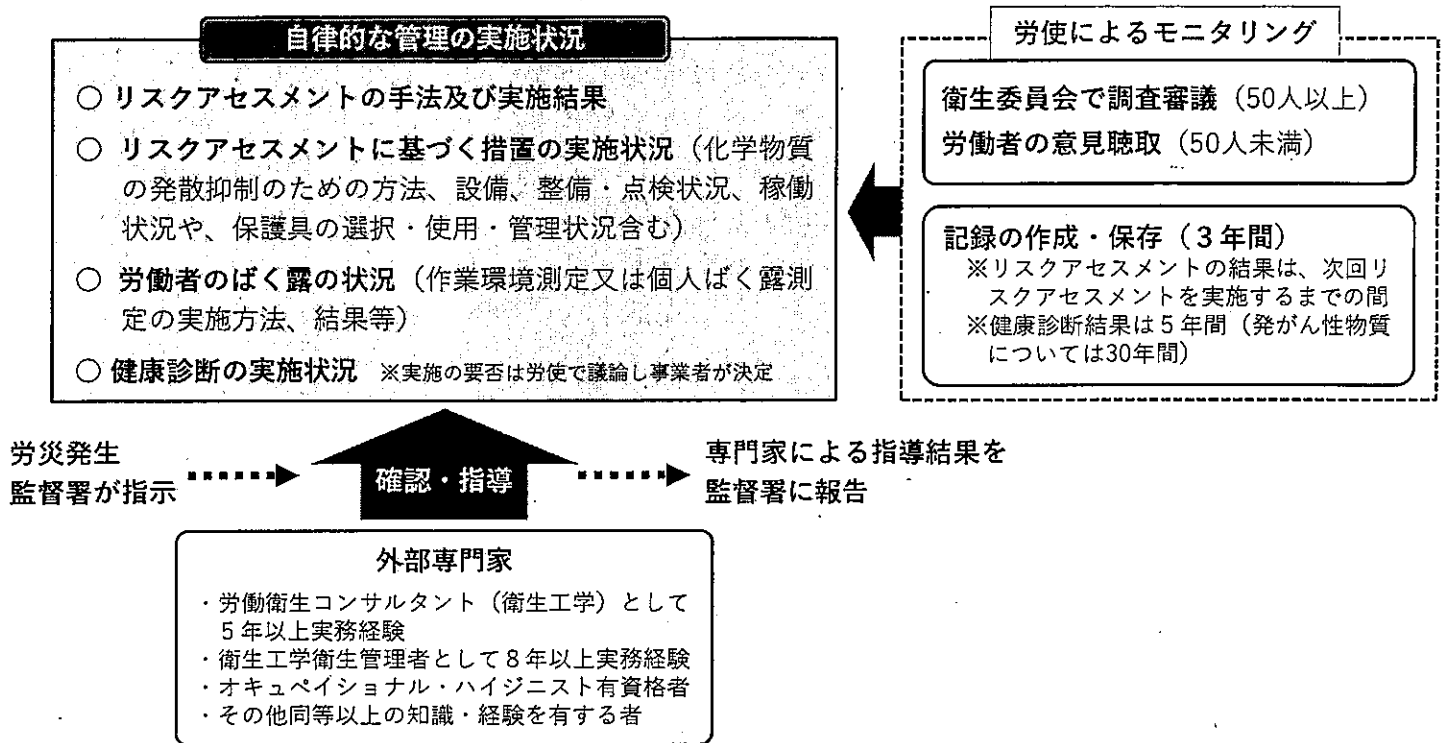 自律的な管理の実施状況
○ リスクアセスメントの手法及び実施結果
○ リスクアセスメントに基づく措置の実施状況（化学物質
の発散抑制のための方法、設備、整備・点検状況、稼働
状況や、保護具の選択・使用・管理状況含む）
○ 労働者のばく露の状況（作業環境測定又は個人ばく露測
定の実施方法、結果等）
○ 健康診断の実施状況 ※実施の要否は労使で議論し事業者が決定
労使によるモニタリング
衛生委員会で調査審議（50人以上）
労働者の意見聴取（50人未満）
記録の作成・保存（３年間）
※リスクアセスメントの結果は、次回リ
スクアセスメントを実施するまでの間
※健康診断結果は５年間（発がん性物質
については30年間）
労災発生
監督署が指示
確認・指導
専門家による指導結果を
監督署に報告
外部専門家
・労働衛生コンサルタント（衛生工学）として
５年以上実務経験
・衛生工学衛生管理者として８年以上実務経験
・オキュペイショナル・ハイジニスト有資格者
・その他同等以上の知識・経験を有する者